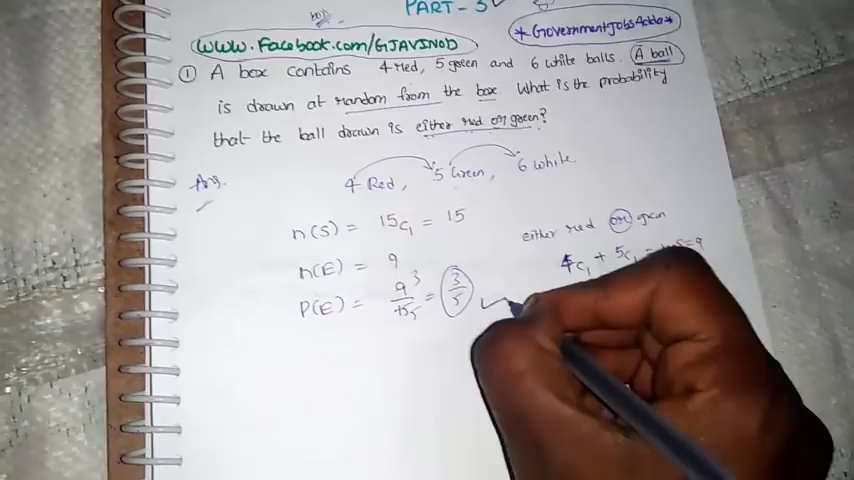 PART-3
*GovernmentJobsAdda*
www.Facebook.com/GJAVINOD
① A box contains 4 red, 5 green and 6 white balls. A ball
is drawn at random from the box. What is the probability
that the ball drawn is either red or green?
Ans.
4 Red, 5 Green, 6 white.
n(S) = 15c₁ = 15
either red or green
n(E) = 9
4c₁ + 5c₁ = 4+5=9
P(E) = 9/15 = 3/5